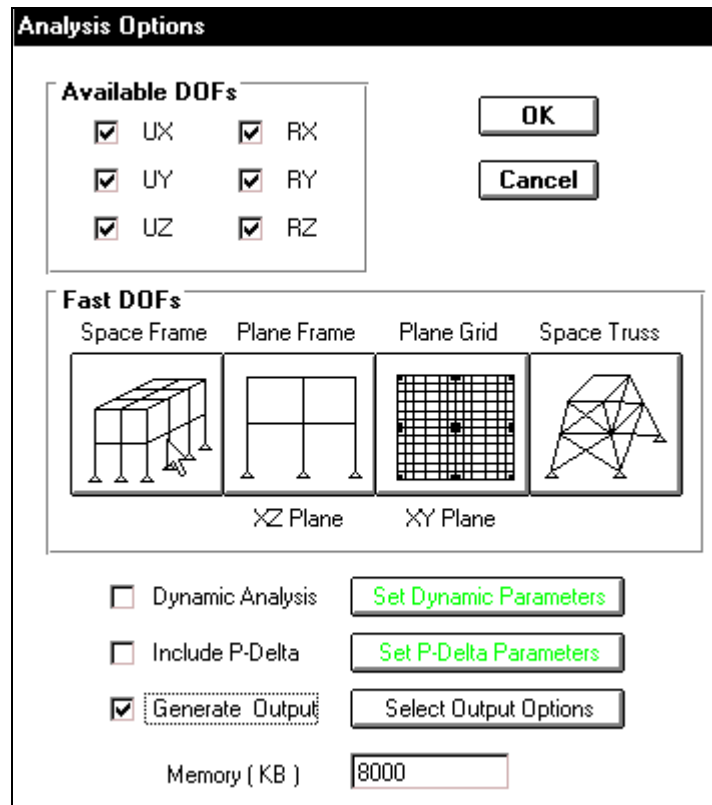 Analysis Options
Available DOFs
UX RX
UY RY
UZ RZ
OK
Cancel
Fast DOFs
Space Frame Plane Frame Plane Grid Space Truss
XZ Plane XY Plane
Dynamic Analysis Set Dynamic Parameters
Include P-Delta Set P-Delta Parameters
Generate Output Select Output Options
Memory ( KB ) 8000